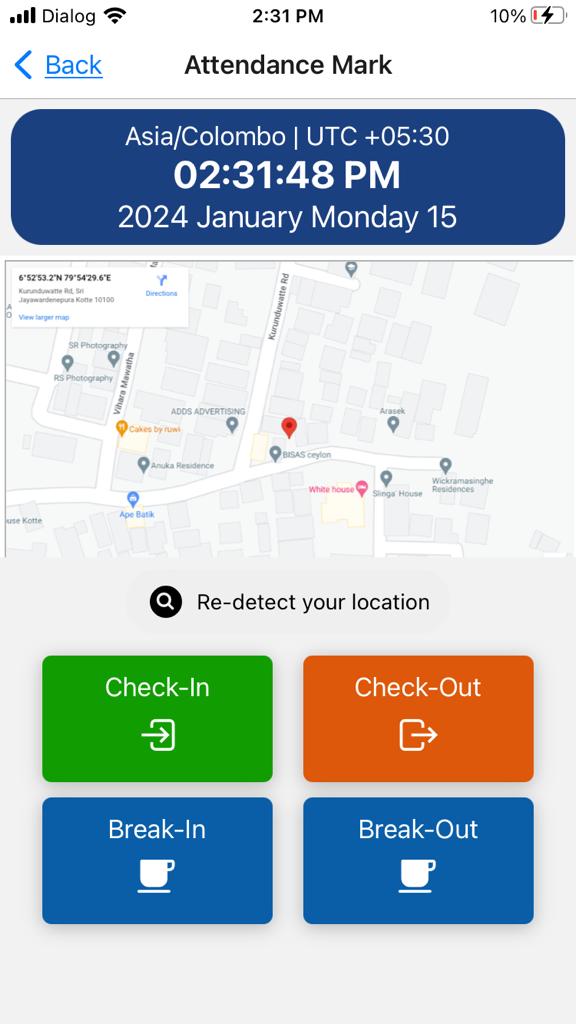 Dialog 2:31 PM 10%
Back Attendance Mark
Asia/Colombo | UTC +05:30
02:31:48 PM
2024 January Monday 15
6°52'53.2"N 79°54'29.6"E
Kurunduwatte Rd, Sri
Jayawardenepura Kotte 10100
Directions
View larger map
Kurunduwatte Rd
SR Photography
RS Photography
Vihara Mawatha
ADDS ADVERTISING
Arasek
Cakes by ruwi
BISAS ceylon
Anuka Residence
White house
Slinga' House
Wickramasinghe
Residences
Ape Batik
use Kotte
Re-detect your location
Check-In
Check-Out
Break-In
Break-Out